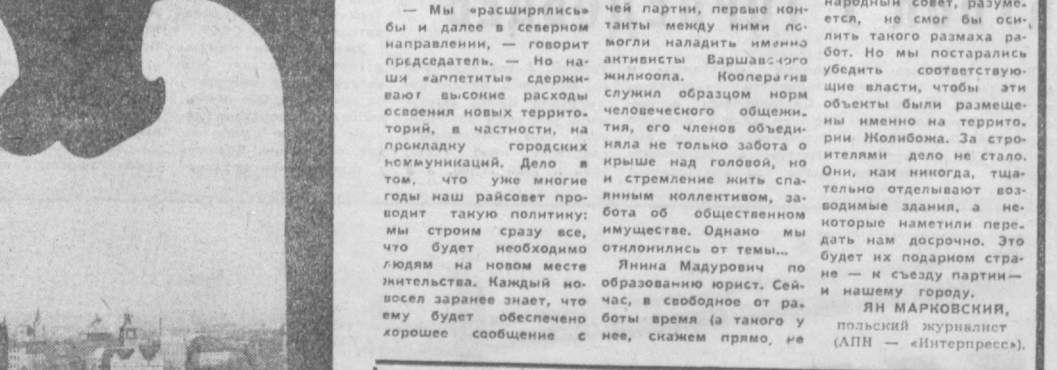 — Мы «расширялись»
бы и далее в северном
направлении, — говорит
председатель. — Но на-
ши «аппетиты» сдержи-
вают высокие расходы
освоения новых террито-
торий, в частности, на
прокладку городских
коммуникаций. Дело в
том, что уже многие
годы наш райсовет про-
водит такую политику:
мы строим сразу все,
что будет необходимо
людям на новом месте
жительства. Каждый но-
восел заранее знает, что
ему будет обеспечено
хорошее сообщение с
чей партии, первые кон-
такты между ними по-
могли наладить именно
активисты Варшавского
жилкоопа. Кооператив
служил образцом норм
человеческого общежи-
тия, его членов объеди-
няла не только забота о
крыше над головой, но
и стремление жить спа-
янным коллективом, за-
бота об общественном
имуществе. Однако мы
отклонились от темы...
Янина Мадурович по
образованию юрист. Сей-
час, в свободное от ра-
боты время (а такого у
нее, скажем прямо, не
народный совет, разуме-
ется, не смог бы оси-
лить такого размаха ра-
бот. Но мы постарались
убедить соответствую-
щие власти, чтобы эти
объекты были размеще-
ны именно на террито-
рии Жолибожа. За стро-
ителями дело не стало.
Они, как никогда, тща-
тельно отделывают воз-
водимые здания, а не-
которые наметили пере-
дать нам досрочно. Это
будет их подарком стра-
не — к съезду партии —
и нашему городу.
ЯН МАРКОВСКИЙ,
польский журналист
(АПН — «Интерпресс»).